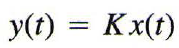 y(t) = Kx(t)